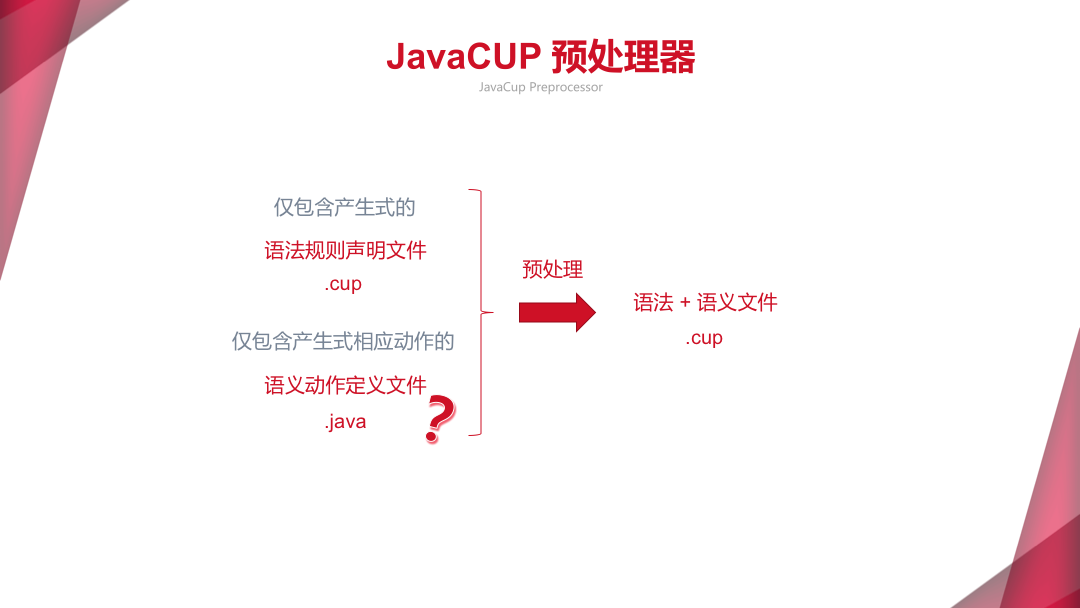 JavaCUP 预处理器
JavaCup Preprocessor
仅包含产生式的
语法规则声明文件
.cup
仅包含产生式相应动作的
语义动作定义文件
.java
?
预处理
语法 + 语义文件
.cup